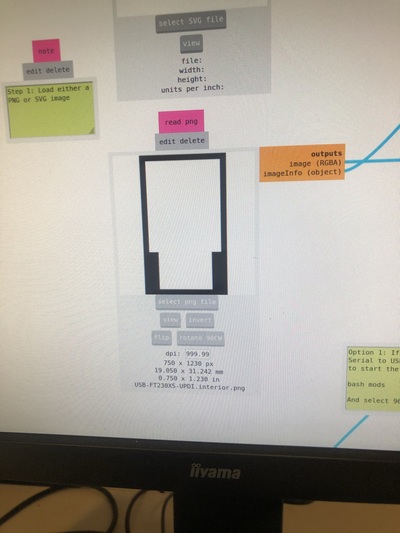 select SVG file
view
file:
width:
height:
units per inch:
note
edit delete
Step 1: Load either a
PNG or SVG image
read png
edit delete
outputs
image (RGBA)
imageInfo (object)
select png file
view invert
flip rotate 90CW
dpi: 999.99
750 x 1230 px
19.050 x 31.242 mm
0.750 x 1.230 in
USB-FT230XS-UPDI.interior.png
Option 1: If
Serial to USB
to start the
bash mods
And select 96
iiyama